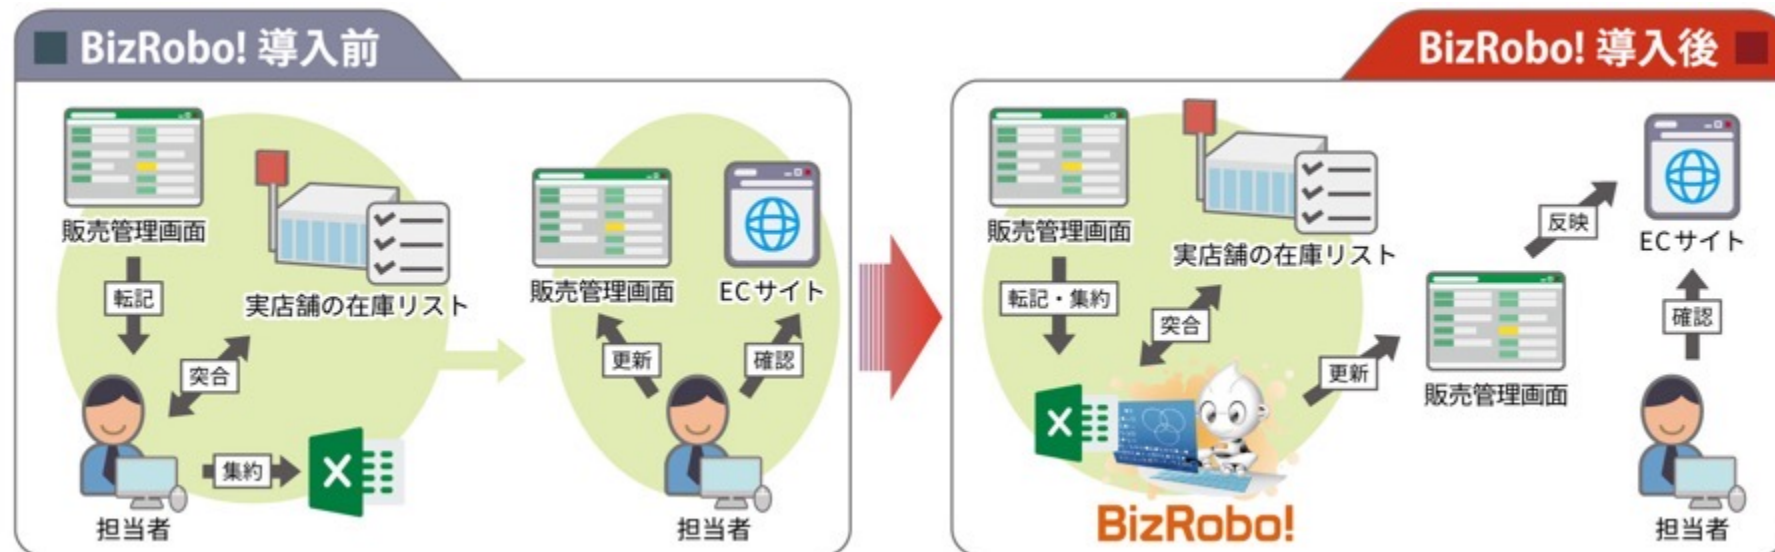 BizRobo! 導入前
販売管理画面
転記
実店舗の在庫リスト
突合
担当者
集約
X
販売管理画面
ECサイト
更新
確認
担当者
BizRobo! 導入後
販売管理画面
転記・集約
実店舗の在庫リスト
突合
X
BizRobo!
更新
販売管理画面
反映
ECサイト
確認
担当者